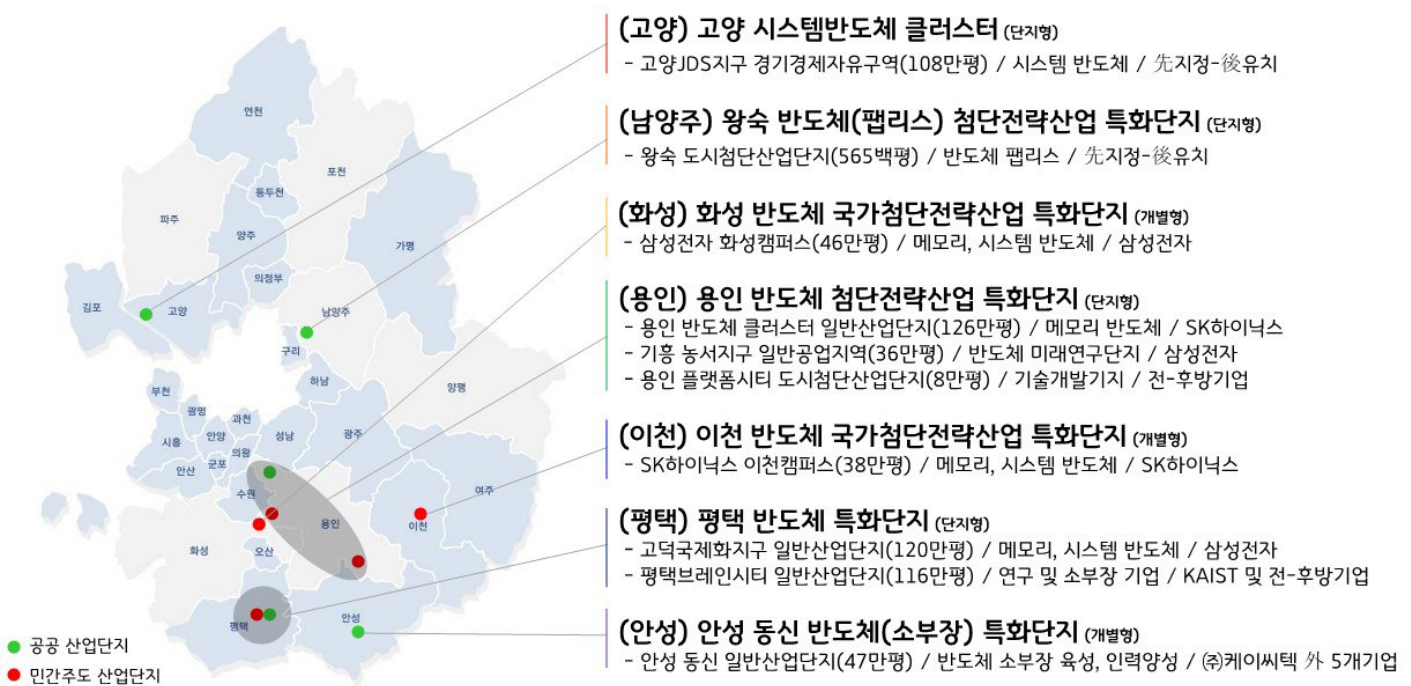 (고양) 고양 시스템반도체 클러스터 (단지형)
- 고양JDS지구 경기경제자유구역(108만평) / 시스템 반도체 / 先지정-後유치
(남양주) 왕숙 반도체(팹리스) 첨단전략산업 특화단지 (단지형)
- 왕숙 도시첨단산업단지(565백평) / 반도체 팹리스 / 先지정-後유치
(화성) 화성 반도체 국가첨단전략산업 특화단지 (개별형)
- 삼성전자 화성캠퍼스(46만평) / 메모리, 시스템 반도체 / 삼성전자
(용인) 용인 반도체 첨단전략산업 특화단지 (단지형)
- 용인 반도체 클러스터 일반산업단지(126만평) / 메모리 반도체 / SK하이닉스
- 기흥 농서지구 일반공업지역(36만평) / 반도체 미래연구단지 / 삼성전자
- 용인 플랫폼시티 도시첨단산업단지(8만평) / 기술개발기지 / 전-후방기업
(이천) 이천 반도체 국가첨단전략산업 특화단지 (개별형)
- SK하이닉스 이천캠퍼스(38만평) / 메모리, 시스템 반도체 / SK하이닉스
(평택) 평택 반도체 특화단지 (단지형)
- 고덕국제화지구 일반산업단지(120만평) / 메모리, 시스템 반도체 / 삼성전자
- 평택브레인시티 일반산업단지(116만평) / 연구 및 소부장 기업 / KAIST 및 전-후방기업
(안성) 안성 동신 반도체(소부장) 특화단지 (개별형)
- 안성 동신 일반산업단지(47만평) / 반도체 소부장 육성, 인력양성 / ㈜케이씨텍 外 5개기업
연천
포천
동두천
파주
양주
가평
의정부
김포
고양
남양주
구리
하남
양평
부천
광명
과천
시흥
안양
성남
광주
의왕
안산
군포
수원
여주
용인
이천
화성
오산
평택
안성
공공 산업단지
민간주도 산업단지